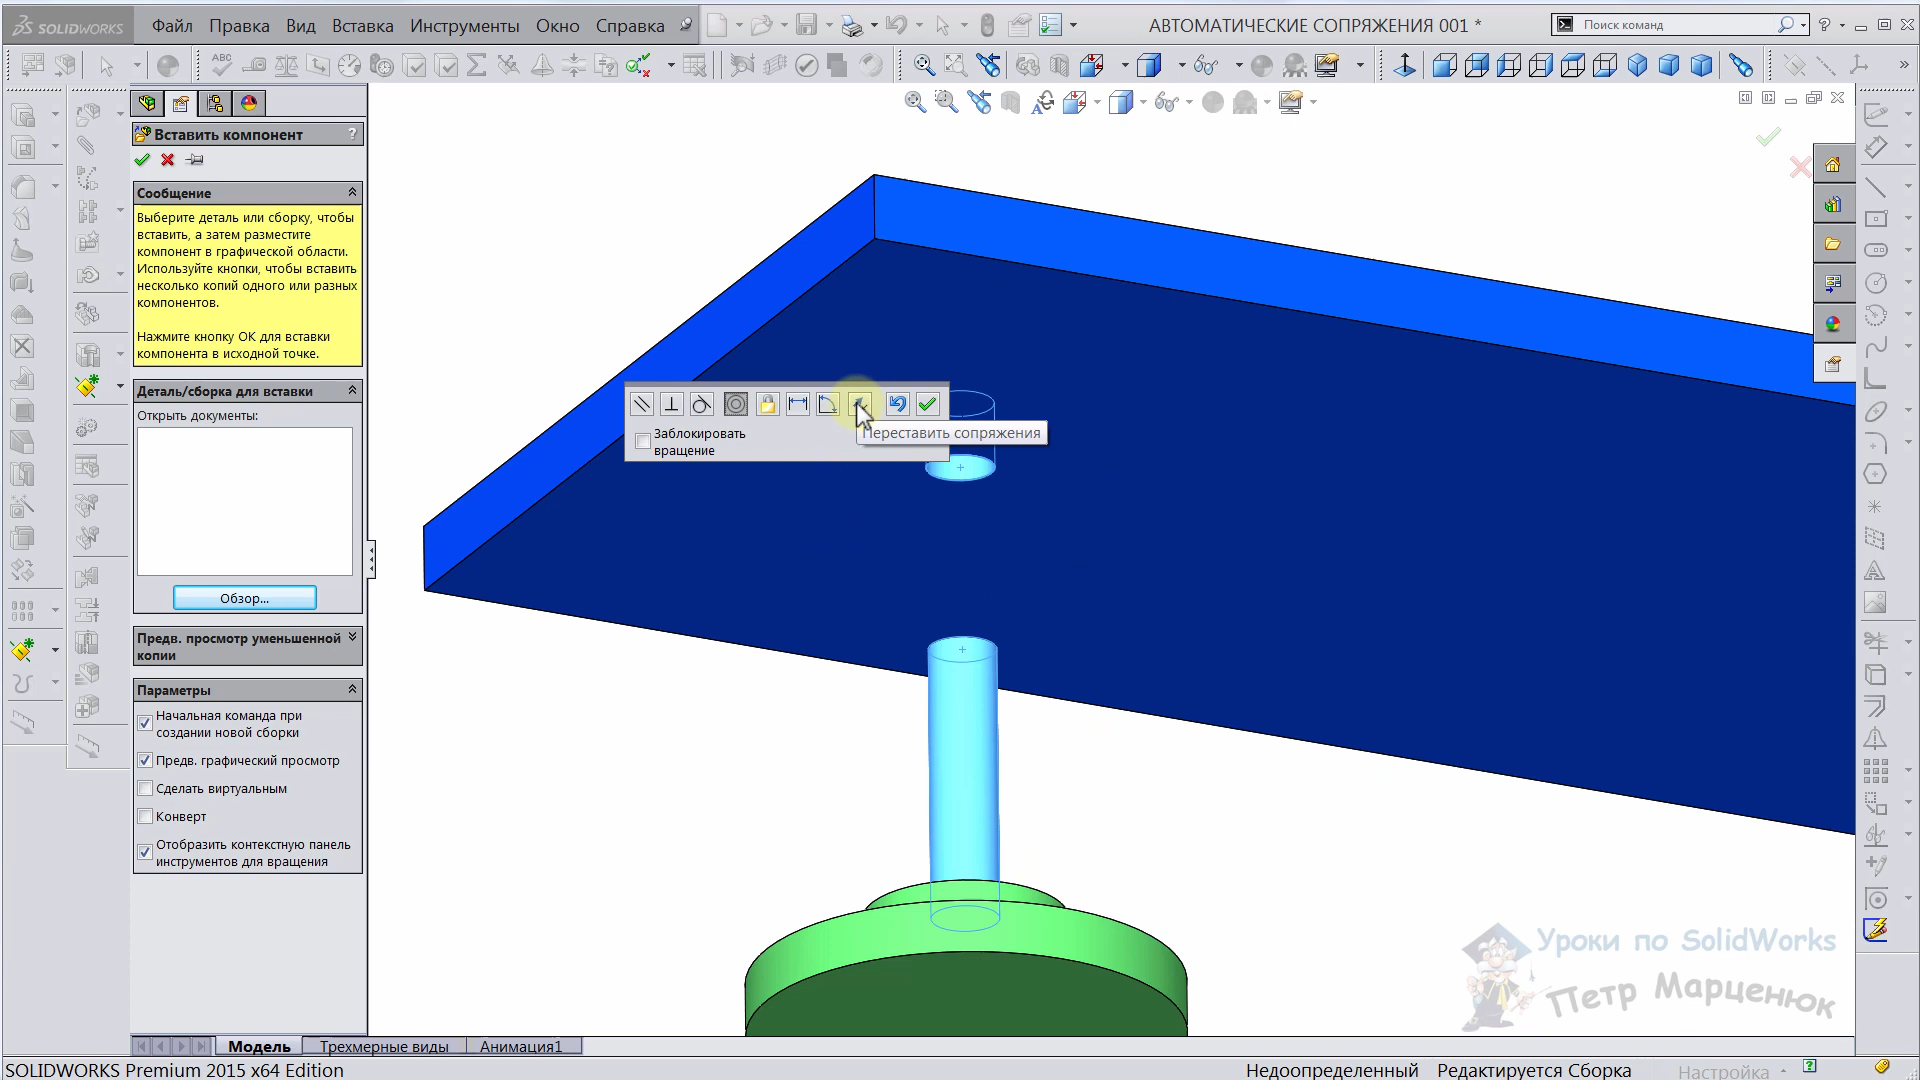 SOLIDWORKS
Файл Правка Вид Вставка Инструменты Окно Справка
АВТОМАТИЧЕСКИЕ СОПРЯЖЕНИЯ 001 *
Поиск команд
Вставить компонент
Сообщение
Выберите деталь или сборку, чтобы
вставить, а затем разместите
компонент в графической области.
Используйте кнопки, чтобы вставить
несколько копий одного или разных
компонентов.
Нажмите кнопку ОК для вставки
компонента в исходной точке.
Деталь/сборка для вставки
Открыть документы:
Обзор...
Предв. просмотр уменьшенной
копии
Параметры
Начальная команда при
создании новой сборки
Предв. графический просмотр
Сделать виртуальным
Конверт
Отобразить контекстную панель
инструментов для вращения
Заблокировать
вращение
Переставить сопряжения
Уроки по SolidWorks
Петр Марценюк
Модель Трехмерные виды Анимация1
SOLIDWORKS Premium 2015 x64 Edition
Недоопределенный Редактируется Сборка Настройка